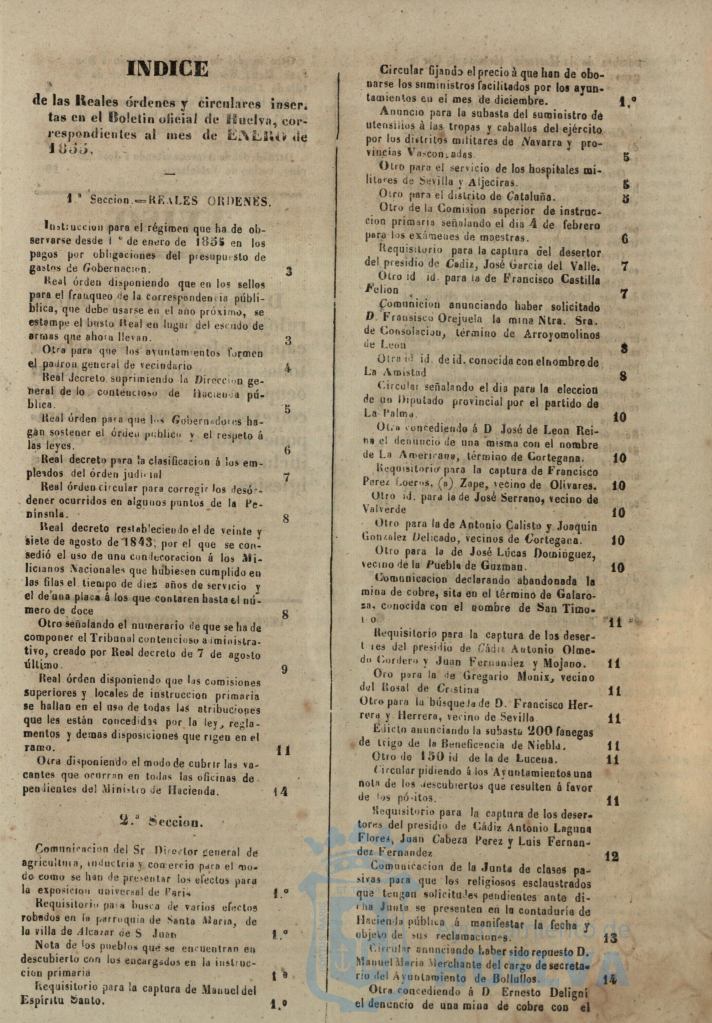 INDICE
de las Reales órdenes y circulares inser-
tas en el Boletin oficial de Huelva, cor-
respondientes al mes de ENERO de
1855.
1.ª Seccion.=REALES ORDENES.
Instruccion para el régimen que ha de ob-
servarse desde 1.º de enero de 1855 en los
pagos por obligaciones del presupuesto de
gastos de Gobernacion. 3
Real órden disponiendo que en los sellos
para el franqueo de la correspondencia públi-
blica, que debe usarse en el año próximo, se
estampe el busto Real en lugar del escudo de
armas que ahora llevan. 3
Otra para que los ayuntamientos formen
el padron general de vecindario 4
Real decreto suprimiendo la Direccion ge-
neral de lo contencioso de Hacienda pú-
blica. 5
Real órden para que los Gobernadores ha-
gan sostener el órden público y el respeto á
las leyes. 6
Real decreto para la clasificacion á los em-
pleados del órden judicial 7
Real órden circular para corregir los desór-
denes ocurridos en algunos puntos de la Pe-
ninsula. 8
Real decreto restableciendo el de veinte y
siete de agosto de 1843, por el que se con-
sedió el uso de una condecoracion á los Mi-
licianos Nacionales que hubiesen cumplido en
las filas el tiempo de diez años de servicio y
el de una placa á los que contaren hasta el nú-
mero de doce 8
Otro señalando el numerario de que se ha de
componer el Tribunal contencioso administra-
tivo, creado por Real decreto de 7 de agosto
último. 9
Real órden disponiendo que las comisiones
superiores y locales de instruccion primaria
se hallan en el uso de todas las atribuciones
que les están concedidas por la ley, regla-
mentos y demas disposiciones que rigen en el
ramo. 11
Otra disponiendo el modo de cubrir las va-
cantes que ocurran en todas las oficinas de-
pendientes del Ministro de Hacienda. 14
2.ª Seccion.
Comunicacion del Sr Director general de
agricultura, inductria y comercio para el mo-
do como se han de presentar los efectos para
la exposicion universal de Paris 1.º
Requisitorio para busca de varios efectos
robados en la parroquia de Santa Maria, de
la villa de Alcazar de S Juan 1.º
Nota de los pueblos que se encuentran en
descubierto con los encargados en la instruc-
cion primaria 1.º
Requisitorio para la captura de Manuel del
Espíritu Santo. 1.º
Circular fijando el precio á que han de abo-
narse los suministros facilitados por los ayun-
tamientos en el mes de diciembre. 1.º
Anuncio para la subasta del suministro de
utensilios á las tropas y caballos del ejército
por los distritos militares de Navarra y pro-
vincias Vascongadas 5
Otro para el servicio de los hospitales mi-
litares de Sevilla y Aljeciras. 5
Otro para el distrito de Cataluña. 5
Otro de la Comision superior de instruc-
cion primaria señalando el dia 4 de febrero
para los exámenes de maestras. 6
Requisitorio para la captura del desertor
del presidio de Cadiz, José Garcia del Valle. 7
Otro id id. para la de Francisco Castilla
Felion 7
Comunicion anunciando haber solicitado
D. Fransisco Orejuela la mina Ntra. Sra.
de Consolacion, término de Arroyomolinos
de Leon 8
Otra id id. de id. conocida con el nombre de
La Amistad 8
Circular señalando el dia para la eleccion
de un Diputado provincial por el partido de
La Palma. 10
Otra concediendo á D José de Leon Rei-
na el denuncio de una misma con el nombre
de La Americana, término de Cortegana. 10
Requisitorio para la captura de Francisco
Perez (a) Zape, vecino de Olivares. 10
Otro id. para la de José Serrano, vecino de
Valverde 10
Otro para la de Antonio Calisto y Joaquin
Gonzalez Delicado, vecinos de Cortegana. 10
Otro para la de José Lúcas Dominguez,
vecino de la Puebla de Guzman. 10
Comunicacion declarando abandonada la
mina de cobre, sita en el término de Galaro-
za, conocida con el nombre de San Timo-
t o 11
Requisitorio para la captura de los deser-
tores del presidio de Cádiz Antonio Olme-
do Cordero y Juan Fernandez y Mojano. 11
Oro para la de Gregario Monix, vecino
del Rosal de Cristina 11
Otro para la búsqueda de D. Francisco Her-
rera y Herrera, vecino de Sevilla 11
Edicto anunciando la subasta 200 fanegas
de trigo de la Beneficencia de Niebla. 11
Otro de 150 id de la de Lucena. 11
Circular pidiendo á los Ayuntamientos una
nota de los descubiertos que resulten á favor
de los pósitos. 11
Requisitorio para la captura de los deser-
tores del presidio de Cádiz Antonio Laguna
Flores, Juan Cabeza Perez y Luis Fernan-
dez Fernandez 12
Comunicacion de la Junta de clases pa-
sivas para que los religiosos esclaustrados
que tengan solicitudes pendientes ante di-
cha Junta se presenten en la contaduría de
Hacienda pública á manifestar la fecha y
objeto de sus reclamaciones. 13
Circular anunciando haber sido repuesto D.
Manuel Maria Merchante del cargo de secreta-
rio del Ayuntamiento de Bollullos 14
Otra concediendo á D Ernesto Deligni
el denuncio de una mina de cobre con el